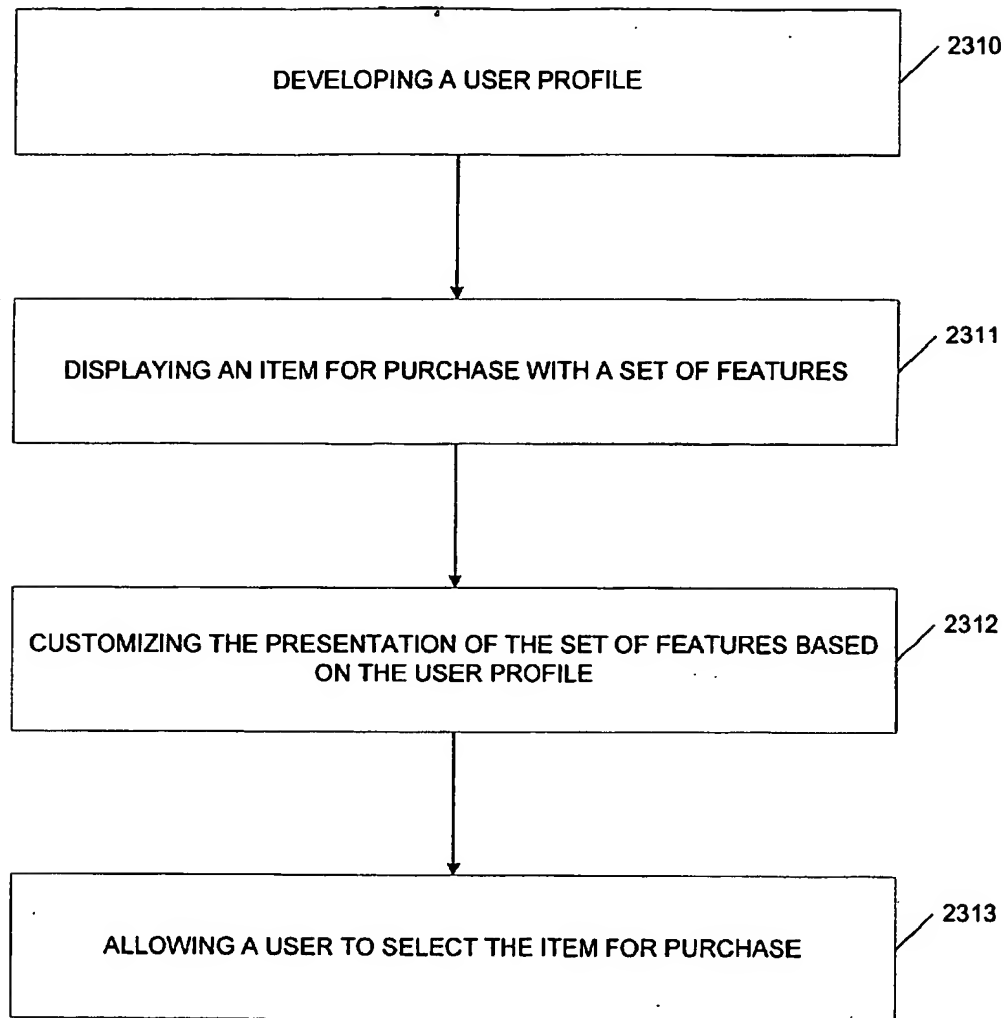 2310
DEVELOPING A USER PROFILE
2311
DISPLAYING AN ITEM FOR PURCHASE WITH A SET OF FEATURES
2312
CUSTOMIZING THE PRESENTATION OF THE SET OF FEATURES BASED
ON THE USER PROFILE
2313
ALLOWING A USER TO SELECT THE ITEM FOR PURCHASE